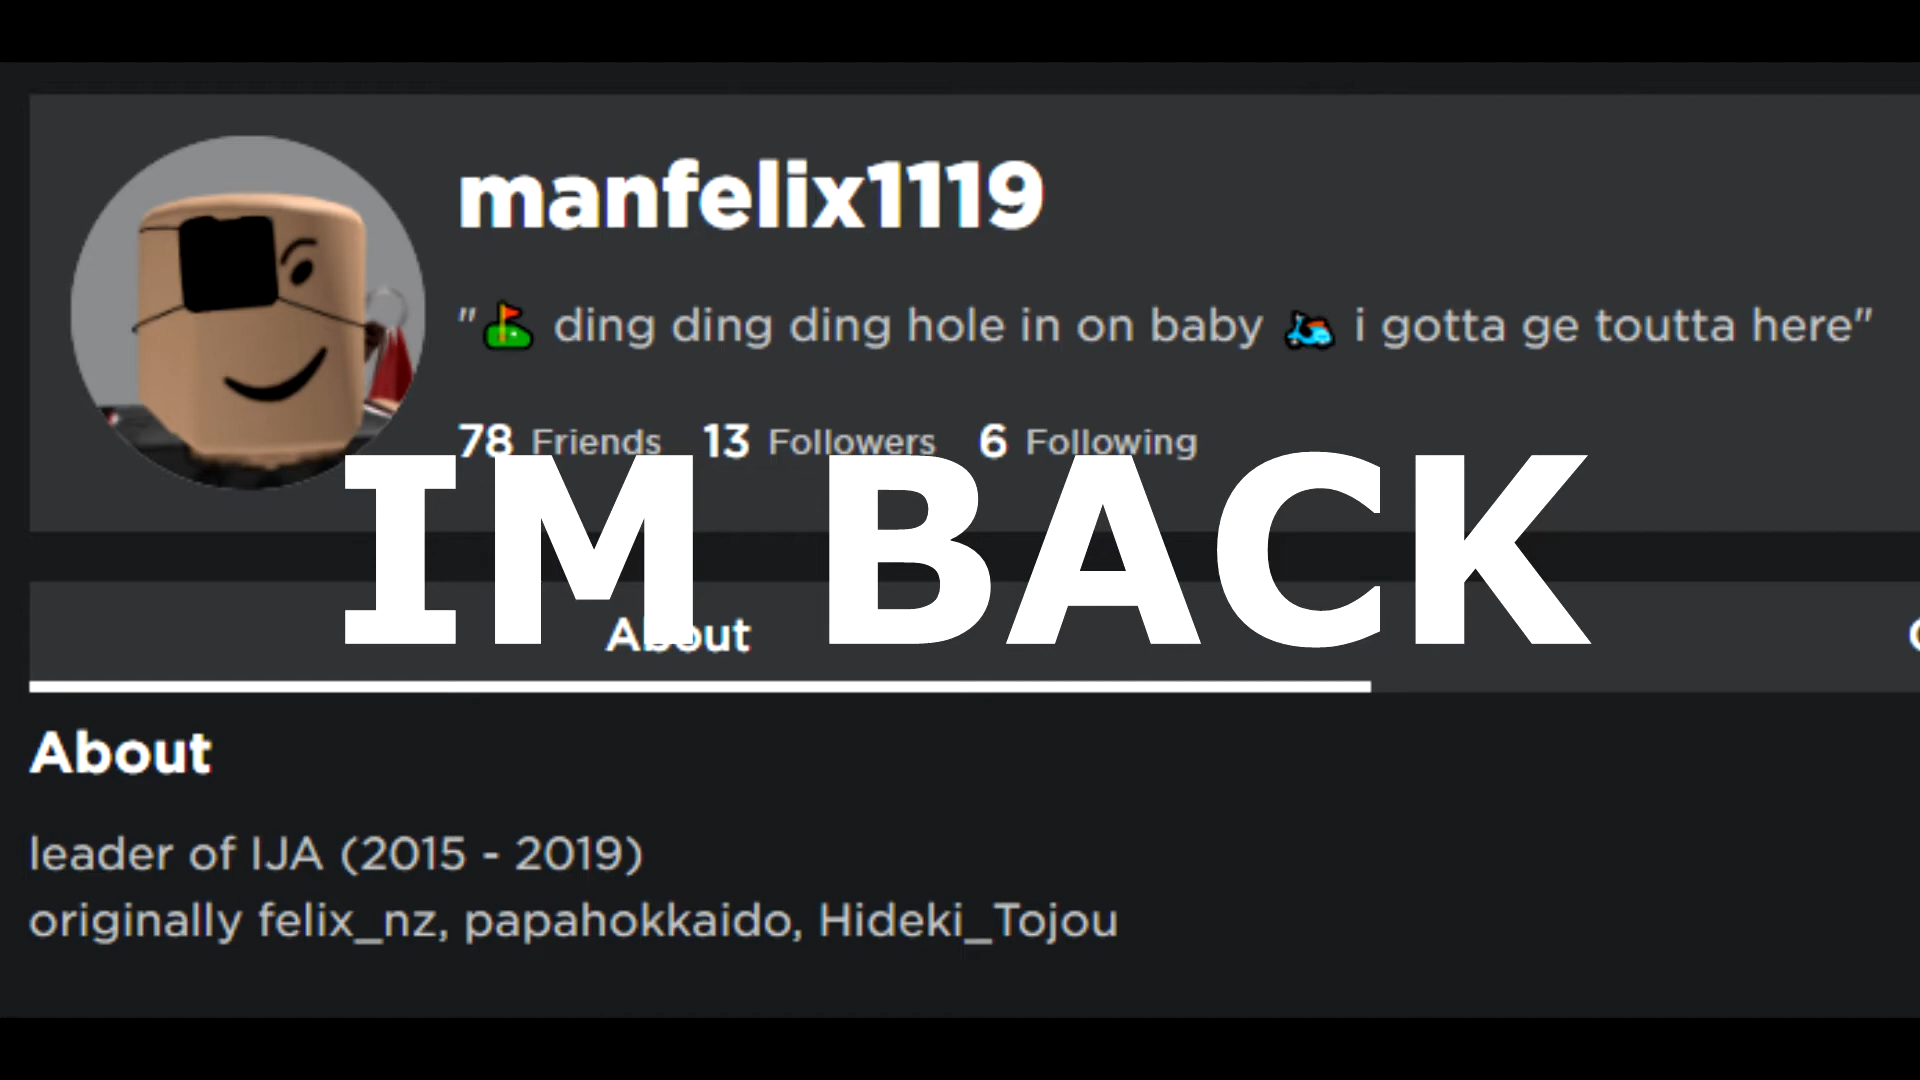 manfelix1119
"⛳ ding ding ding hole in on baby 🛵 i gotta ge toutta here"
78 Friends 13 Followers 6 Following
IM BACK
About
About
leader of IJA (2015 - 2019)
originally felix_nz, papahokkaido, Hideki_Tojou